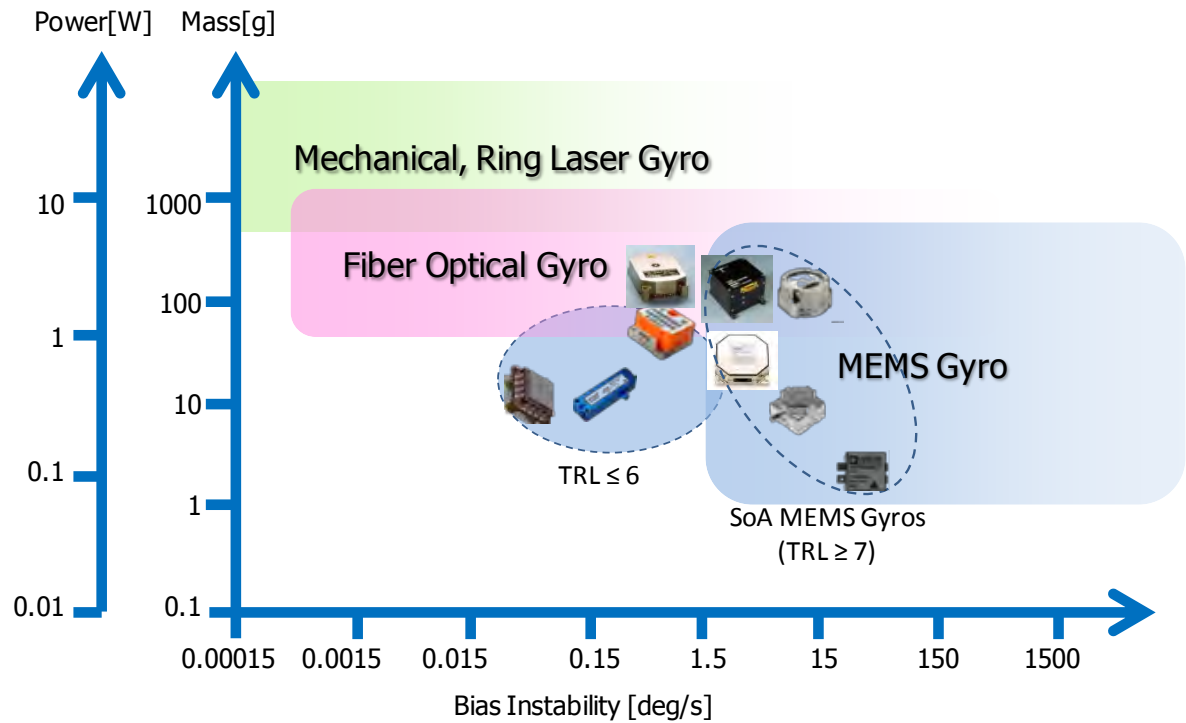 Power[W]
Mass[g]
Mechanical, Ring Laser Gyro
10
1000
Fiber Optical Gyro
100
1
MEMS Gyro
10
0.1
TRL ≤ 6
1
SoA MEMS Gyros
(TRL ≥ 7)
0.01
0.1
0.00015 0.0015 0.015 0.15 1.5 15 150 1500
Bias Instability [deg/s]